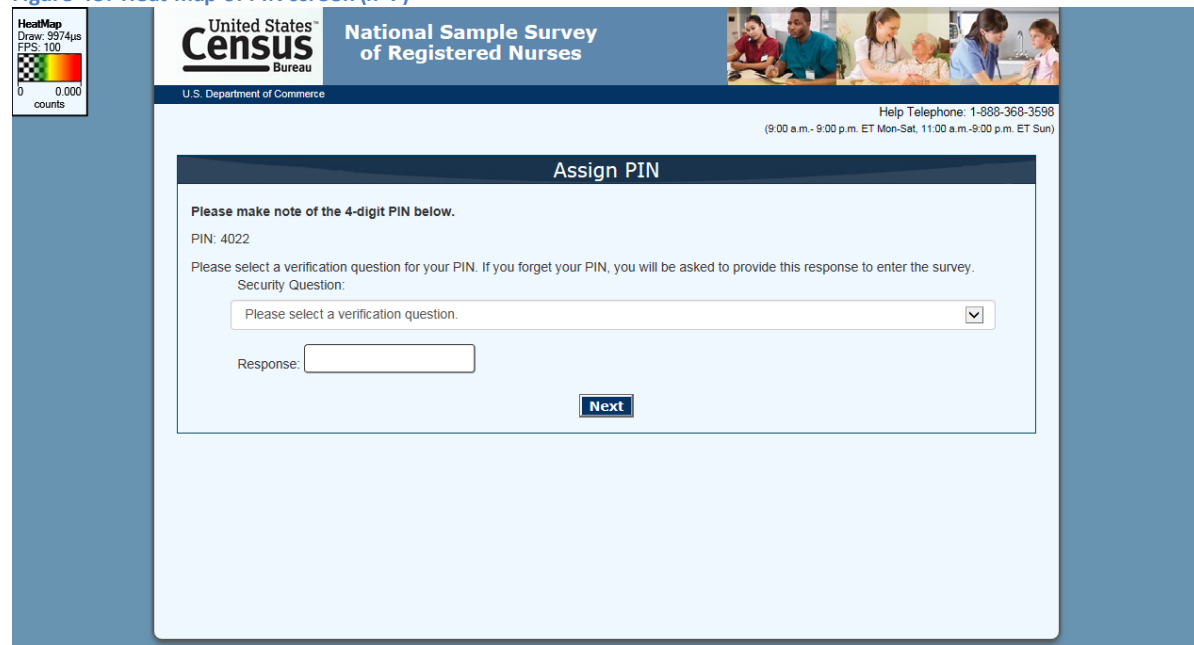 HeatMap
Draw: 9974µs
FPS: 100
0 0.000
counts
United States™
Census
Bureau
National Sample Survey
of Registered Nurses
U.S. Department of Commerce
Help Telephone: 1-888-368-3598
(9:00 a.m.- 9:00 p.m. ET Mon-Sat, 11:00 a.m.-9:00 p.m. ET Sun)
Assign PIN
Please make note of the 4-digit PIN below.
PIN: 4022
Please select a verification question for your PIN. If you forget your PIN, you will be asked to provide this response to enter the survey.
Security Question:
Please select a verification question.
Response:
Next